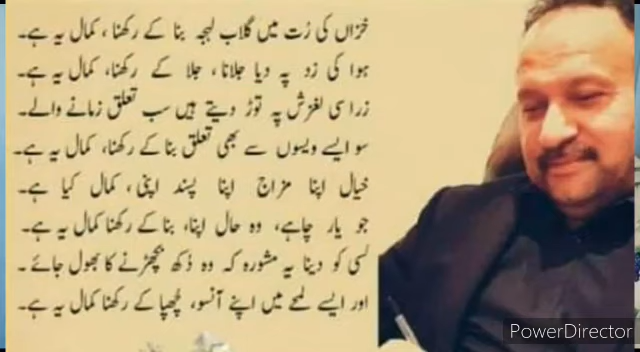 خزاں کی رُت میں گلاب لہجہ بنا کے رکھنا، کمال یہ ہے۔
ہوا کی زد پہ دیا جلانا، جلا کے رکھنا، کمال یہ ہے۔
زرا سی لغزش پہ توڑ دیتے ہیں سب تعلق زمانے والے۔
سو ایسے ویسوں سے بھی تعلق بنا کے رکھنا، کمال یہ ہے۔
خیال اپنا مزاج اپنا پسند اپنی، کمال کیا ہے۔
جو یار چاہے، وہ حال اپنا، بنا کے رکھنا کمال یہ ہے۔
کسی کو دینا یہ مشورہ کہ وہ دُکھ بچھڑنے کا بھول جائے۔
اور ایسے لمحے میں اپنے آنسو، چُھپا کے رکھنا کمال یہ ہے۔
PowerDirector